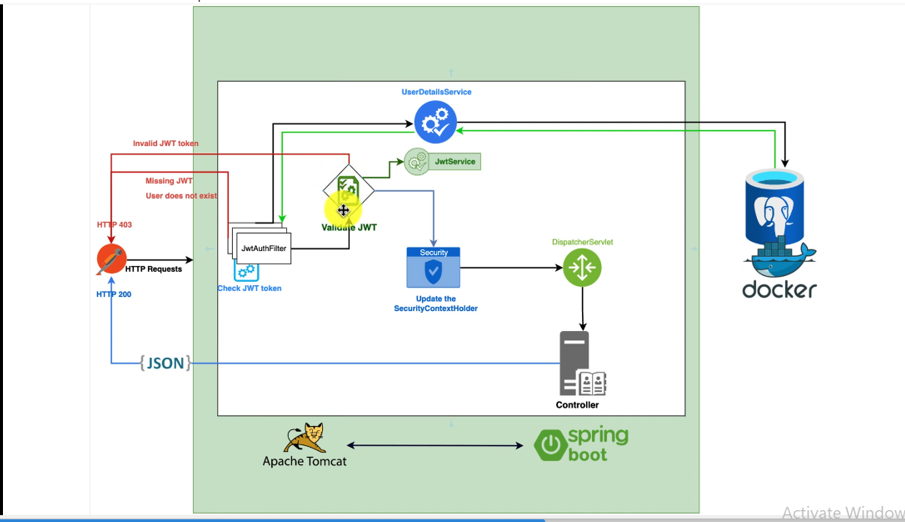 UserDetailsService
Invalid JWT token
JwtService
Missing JWT
User does not exist
Validate JWT
HTTP 403
JwtAuthFilter
DispatcherServlet
Security
HTTP Requests
Check JWT token
HTTP 200
Update the
SecurityContextHolder
docker
{JSON}
Controller
Apache Tomcat
spring
boot
Activate Window